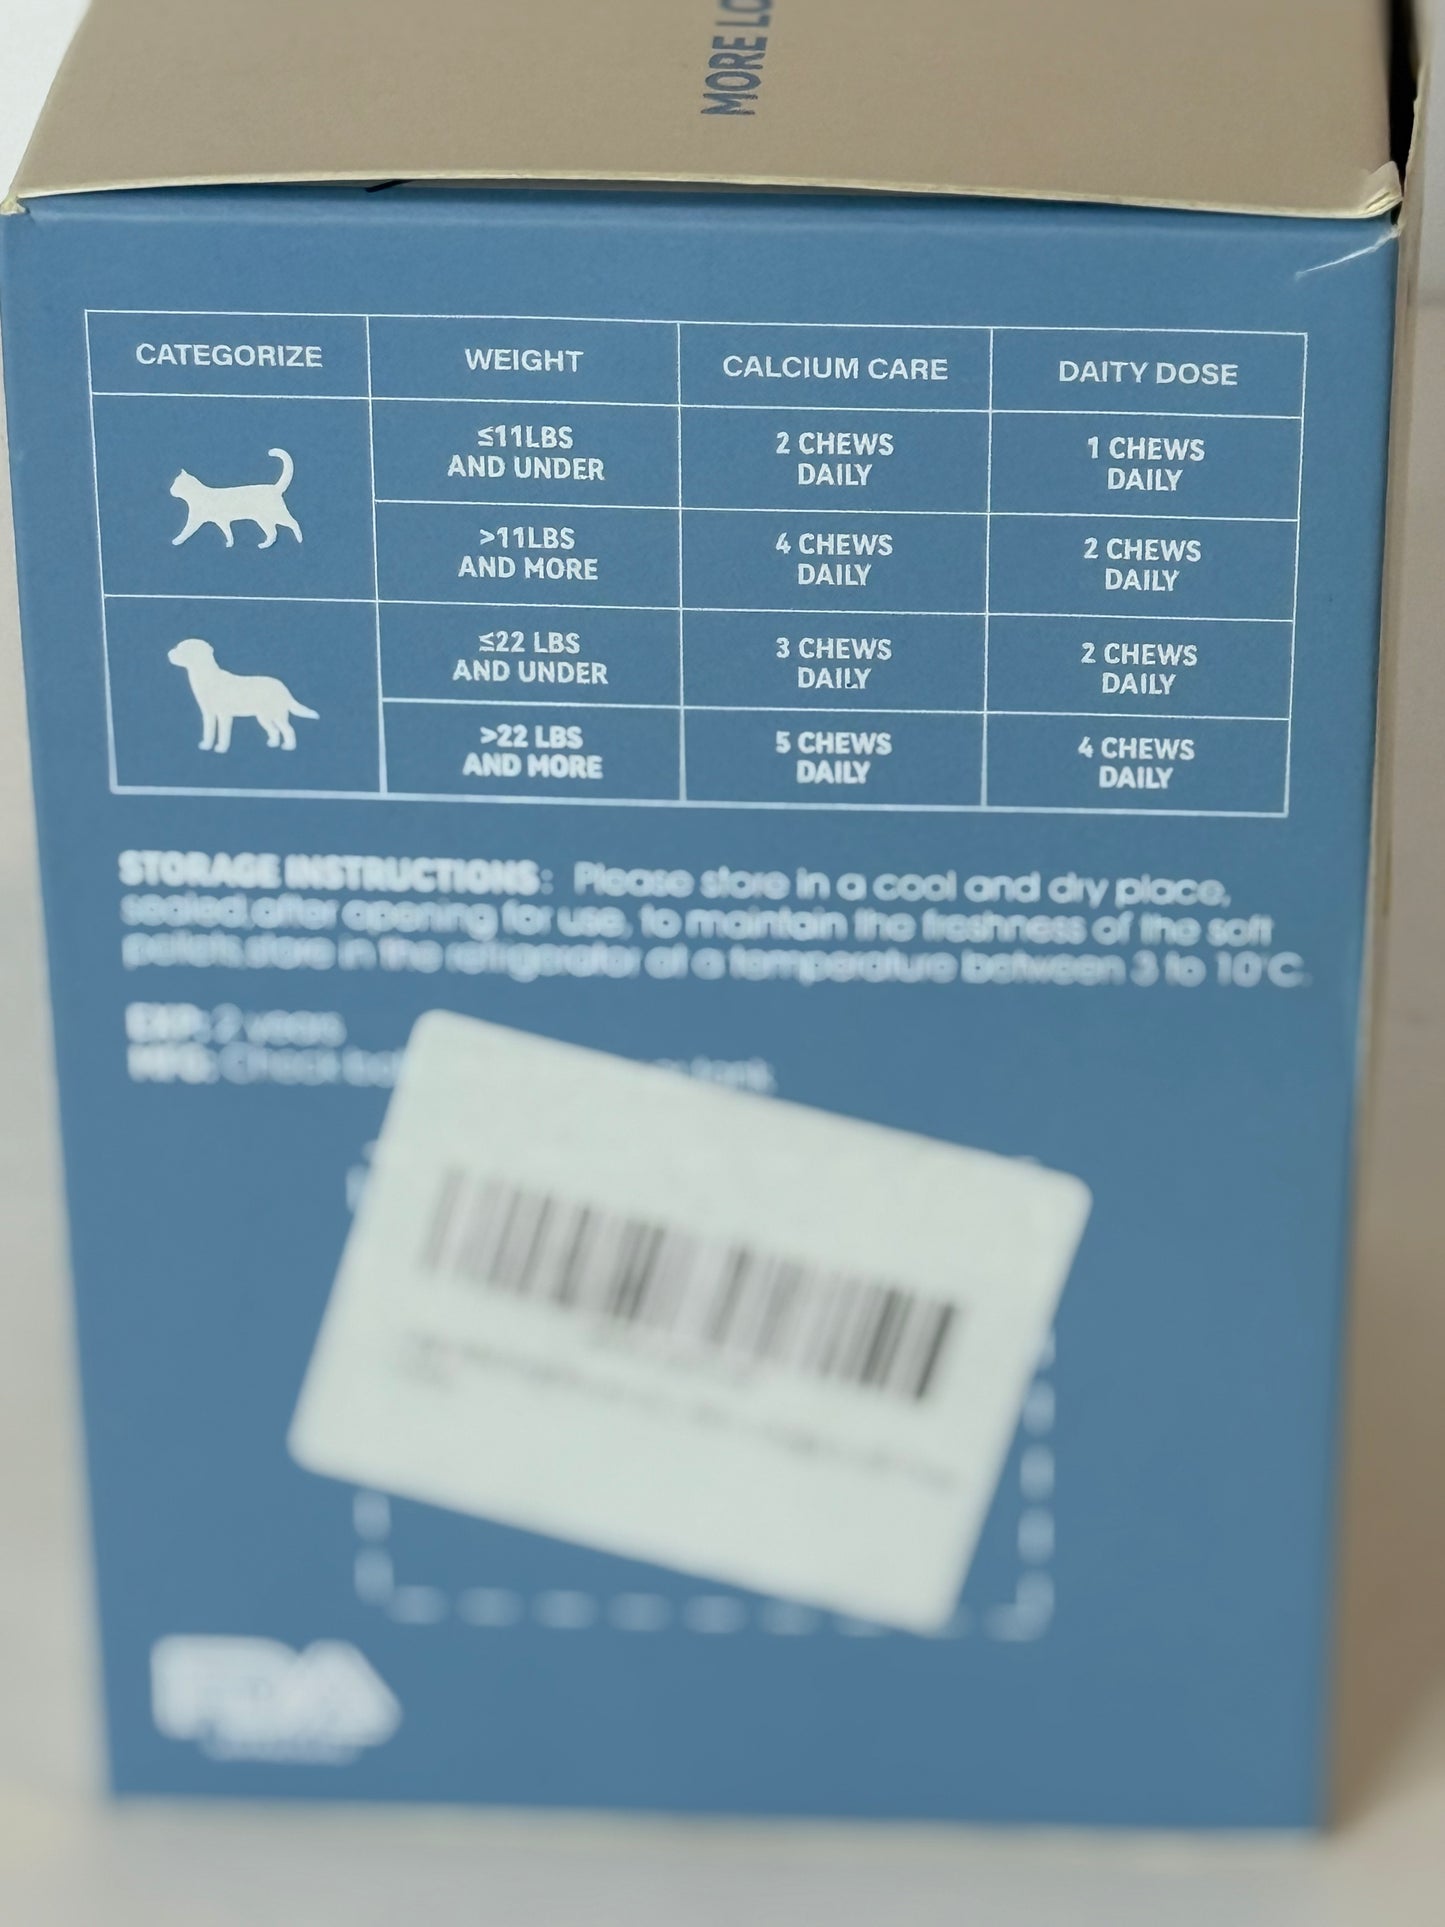 MORE
CATEGORIZE WEIGHT CALCIUM CARE DAITY DOSE
≤11LBS
AND UNDER
2 CHEWS
DAILY
1 CHEWS
DAILY
>11LBS
AND MORE
4 CHEWS
DAILY
2 CHEWS
DAILY
≤22 LBS
AND UNDER
3 CHEWS
DAILY
2 CHEWS
DAILY
>22 LBS
AND MORE
5 CHEWS
DAILY
4 CHEWS
DAILY
STORAGE INSTRUCTIONS: Please store in a cool and dry place,
sealed.after opening for use, to maintain the freshness of the soft
pellets,store in the refrigerator at a temperature between 3 to 10°C.
EXP: 2 years
MFG: Check
FDA